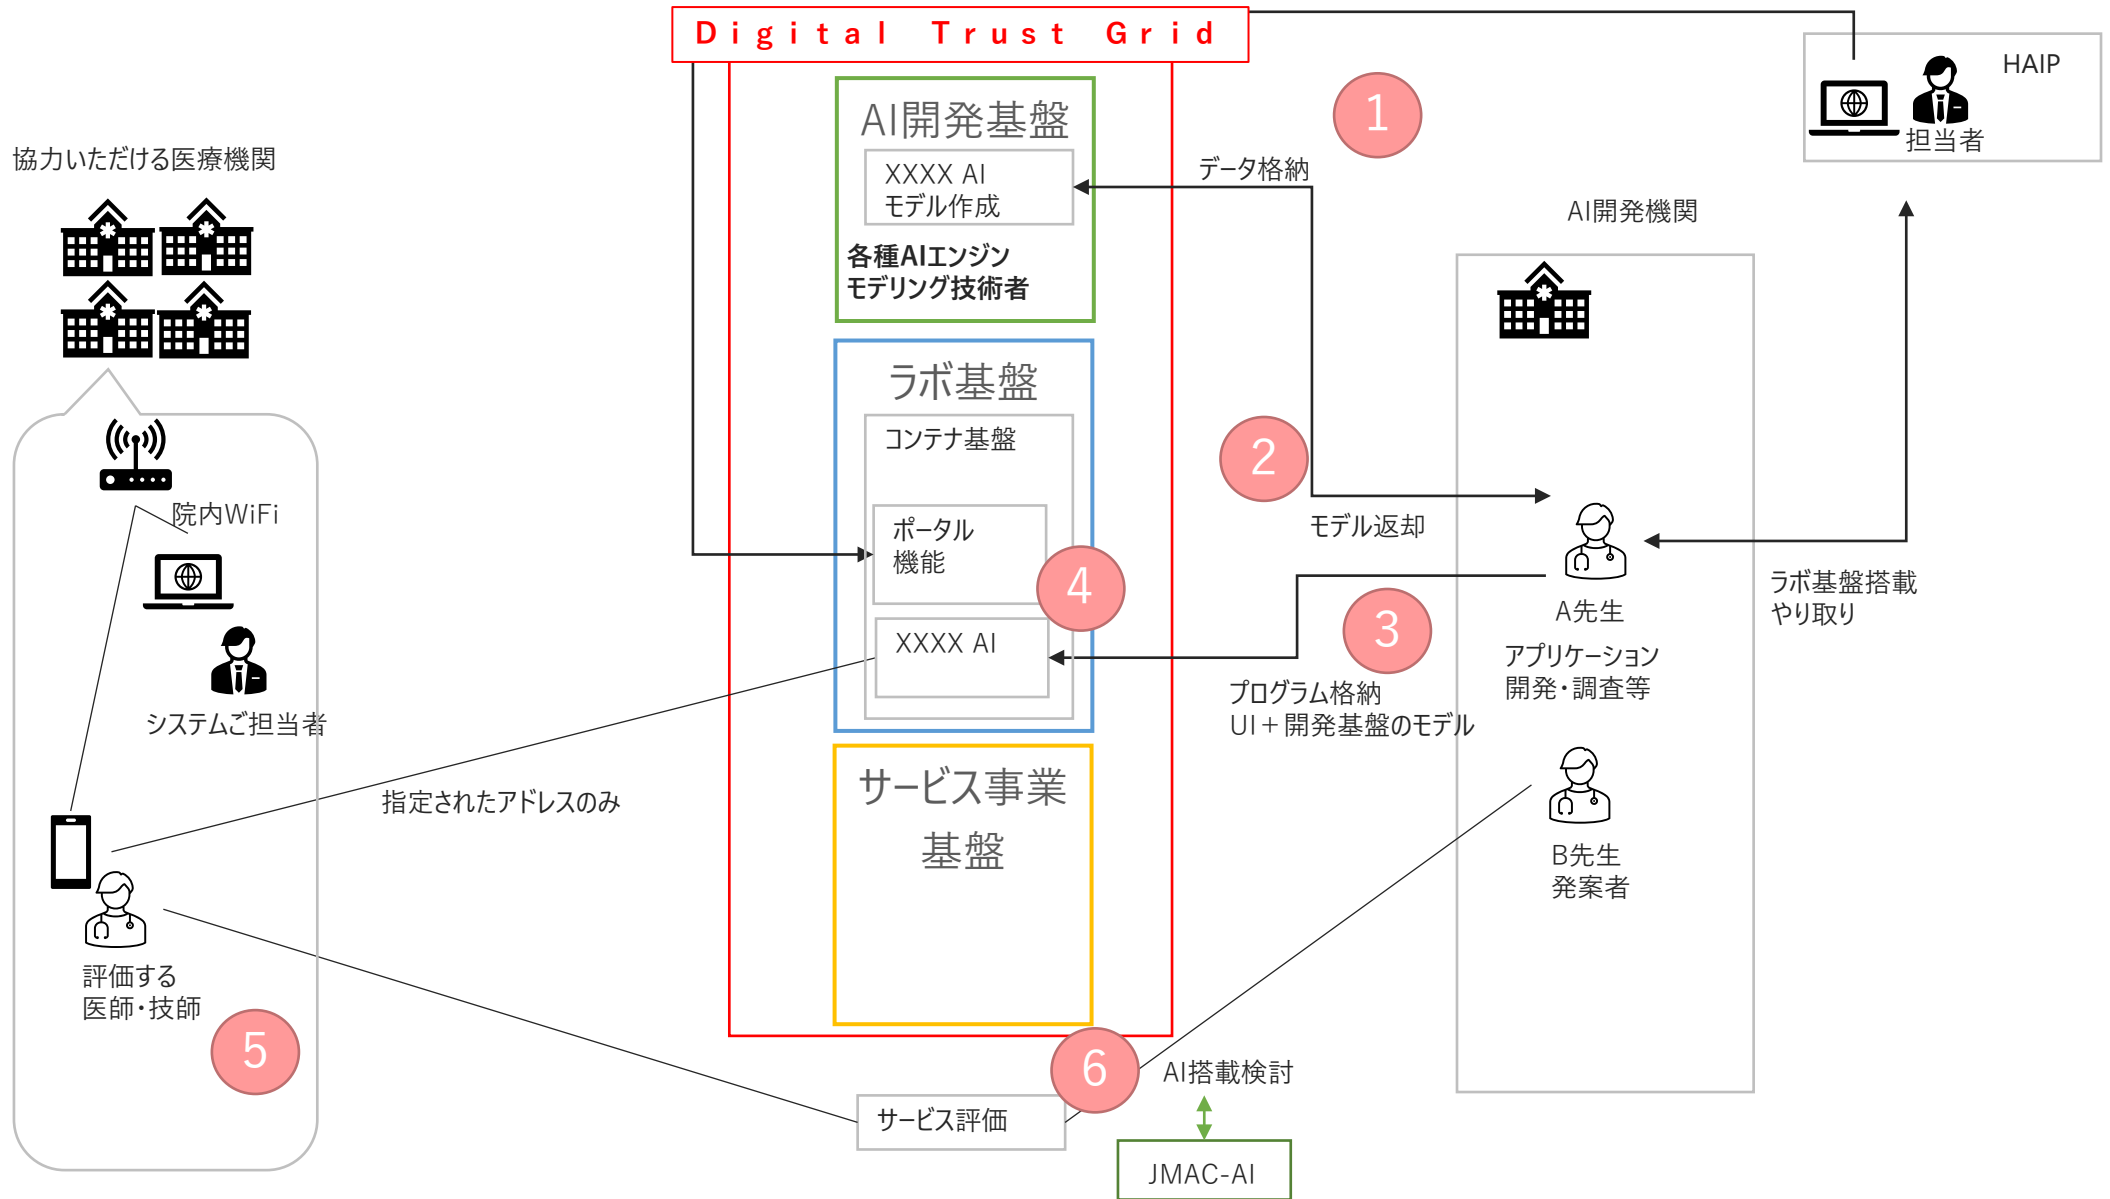 Digital Trust Grid
HAIP
担当者
AI開発基盤
XXXX AI
モデル作成
各種AIエンジン
モデリング技術者
1
データ格納
協力いただける医療機関
AI開発機関
ラボ基盤
コンテナ基盤
ポータル
機能
XXXX AI
2
モデル返却
4
3
院内WiFi
システムご担当者
A先生
アプリケーション
開発・調査等
ラボ基盤搭載
やり取り
プログラム格納
UI＋開発基盤のモデル
指定されたアドレスのみ
サービス事業
基盤
B先生
発案者
評価する
医師・技師
5
6
AI搭載検討
サービス評価
JMAC-AI